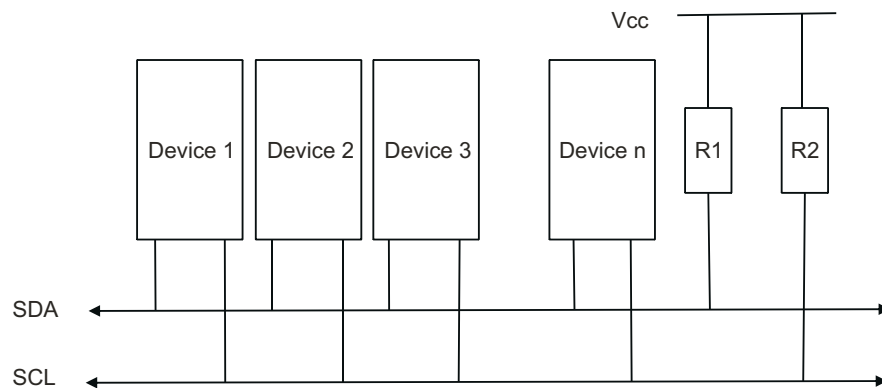 Vcc
Device 1
Device 2
Device 3
Device n
R1
R2
SDA
SCL